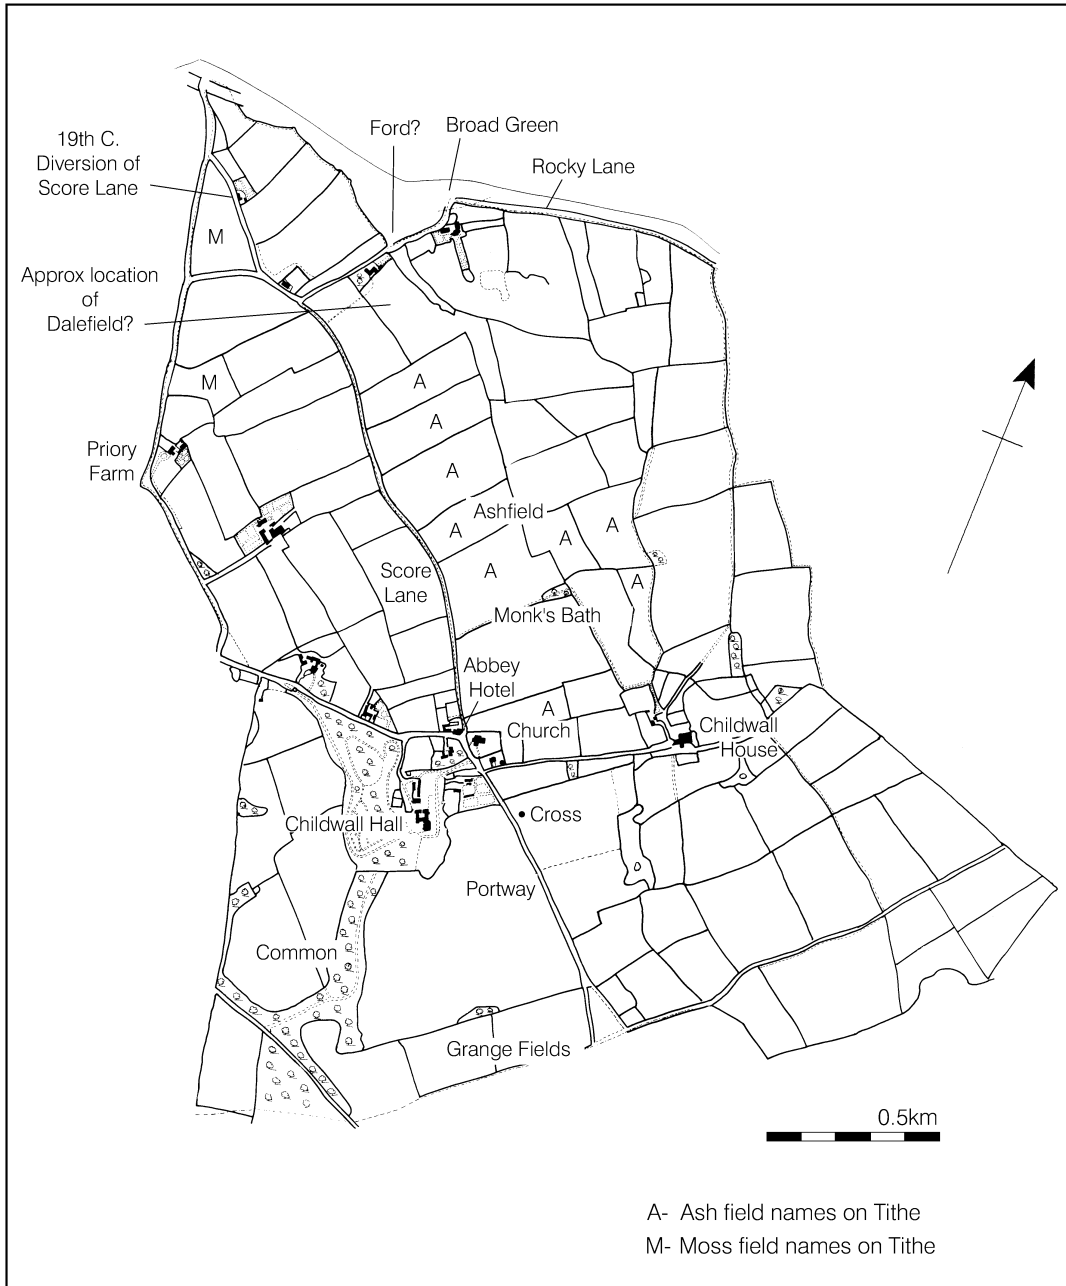 Ford?
Broad Green
19th C.
Diversion of
Score Lane
Rocky Lane
M
Approx location
of
Dalefield?
M
A
A
Priory
Farm
A
Ashfield
A
A
A
A
Score
Lane
A
Monk's Bath
Abbey
Hotel
A
Church
Childwall
House
Childwall Hall
Cross
Portway
Common
Grange Fields
0.5km
A- Ash field names on Tithe
M- Moss field names on Tithe